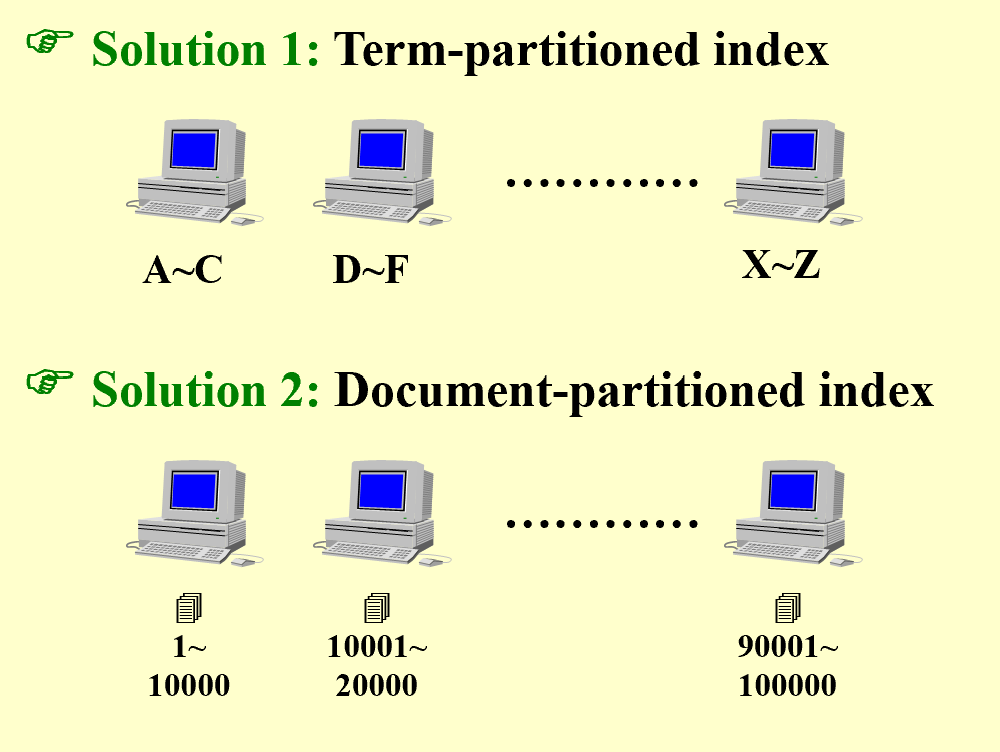 ☞ Solution 1: Term-partitioned index
............
A~C D~F X~Z
☞ Solution 2: Document-partitioned index
............
1~ 10001~ 90001~
10000 20000 100000